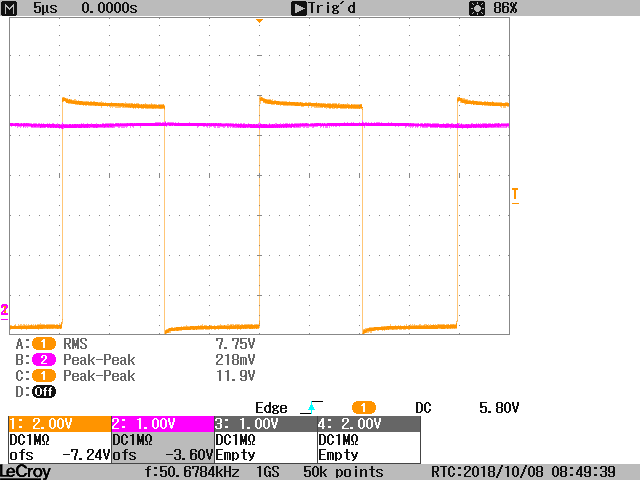 M 5µs 0.0000s Trig'd 86%
T
2
A: 1 RMS 7.75V
B: 2 Peak-Peak 218mV
C: 1 Peak-Peak 11.9V
D: Off
Edge 1 DC 5.80V
1: 2.00V 2: 1.00V 3: 1.00V 4: 2.00V
DC1MΩ DC1MΩ DC1MΩ DC1MΩ
ofs -7.24V ofs -3.60V Empty Empty
LeCroy f:50.6784kHz 1GS 50k points RTC:2018/10/08 08:49:39